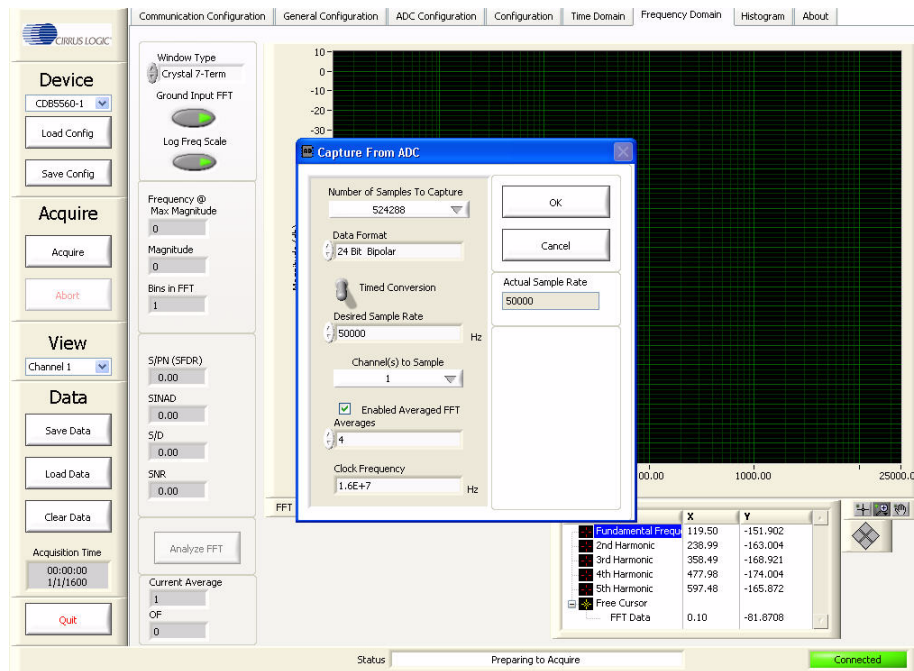 Communication Configuration General Configuration ADC Configuration Configuration Time Domain Frequency Domain Histogram About
CIRRUS LOGIC
Device
CDB5560-1
Load Config
Save Config
Acquire
Acquire
Abort
View
Channel 1
Data
Save Data
Load Data
Clear Data
Acquisition Time
00:00:00
1/1/1600
Quit
Window Type
Crystal 7-Term
Ground Input FFT
Log Freq Scale
Frequency @
Max Magnitude
0
Magnitude
0
Bins in FFT
1
S/PN (SFDR)
0.00
SINAD
0.00
S/D
0.00
SNR
0.00
Analyze FFT
Current Average
1
OF
0
10
0
-10
-20
-30
Capture From ADC
Number of Samples To Capture
524288
Data Format
24 Bit Bipolar
Timed Conversion
Desired Sample Rate
50000 Hz
Channel(s) to Sample
1
Enabled Averaged FFT
Averages
4
Clock Frequency
1.6E+7 Hz
OK
Cancel
Actual Sample Rate
50000
00.00 1000.00 25000.0
FFT
X Y
Fundamental Frequ 119.50 -151.902
2nd Harmonic 238.99 -163.004
3rd Harmonic 358.49 -168.921
4th Harmonic 477.98 -174.004
5th Harmonic 597.48 -165.872
Free Cursor
FFT Data 0.10 -81.8708
Status Preparing to Acquire Connected